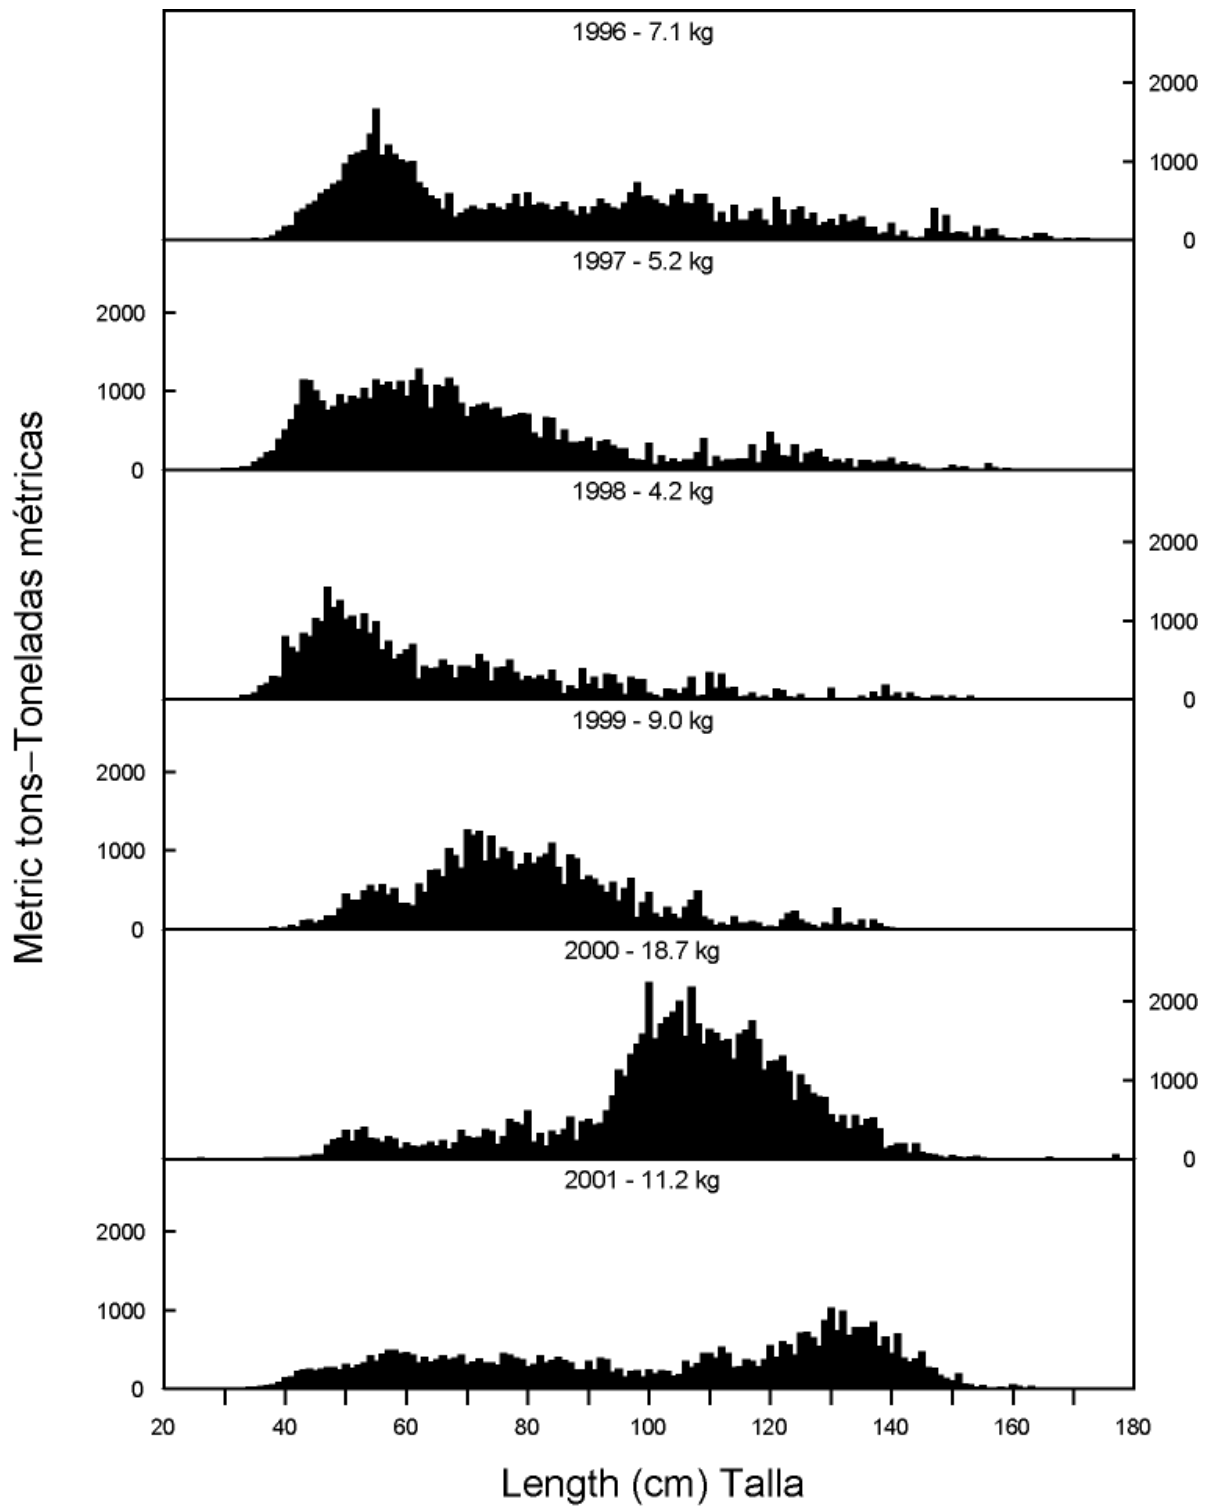 1996 - 7.1 kg
2000
1000
0
1997 - 5.2 kg
2000
1000
0
1998 - 4.2 kg
2000
1000
0
1999 - 9.0 kg
2000
1000
0
2000 - 18.7 kg
2000
1000
0
2001 - 11.2 kg
2000
1000
0
20 40 60 80 100 120 140 160 180
Length (cm) Talla
Metric tons–Toneladas métricas